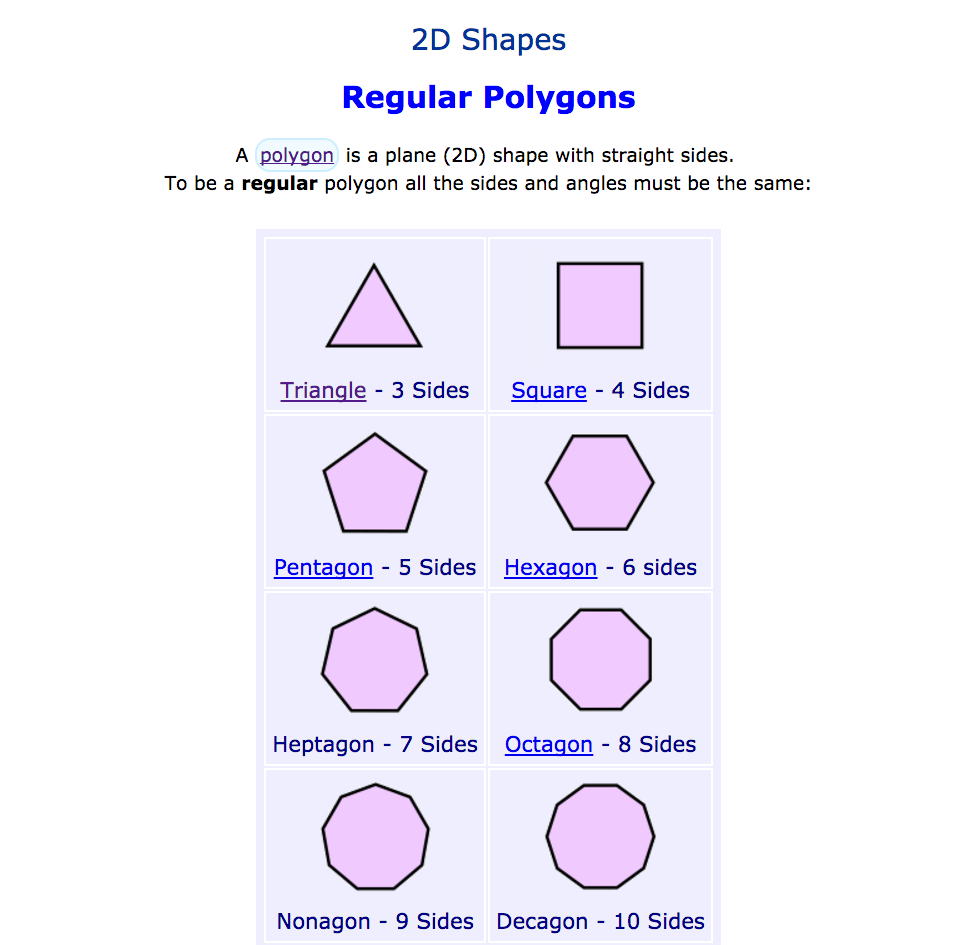 2D Shapes
Regular Polygons
A polygon is a plane (2D) shape with straight sides.
To be a regular polygon all the sides and angles must be the same:
Triangle - 3 Sides
Square - 4 Sides
Pentagon - 5 Sides
Hexagon - 6 sides
Heptagon - 7 Sides
Octagon - 8 Sides
Nonagon - 9 Sides
Decagon - 10 Sides